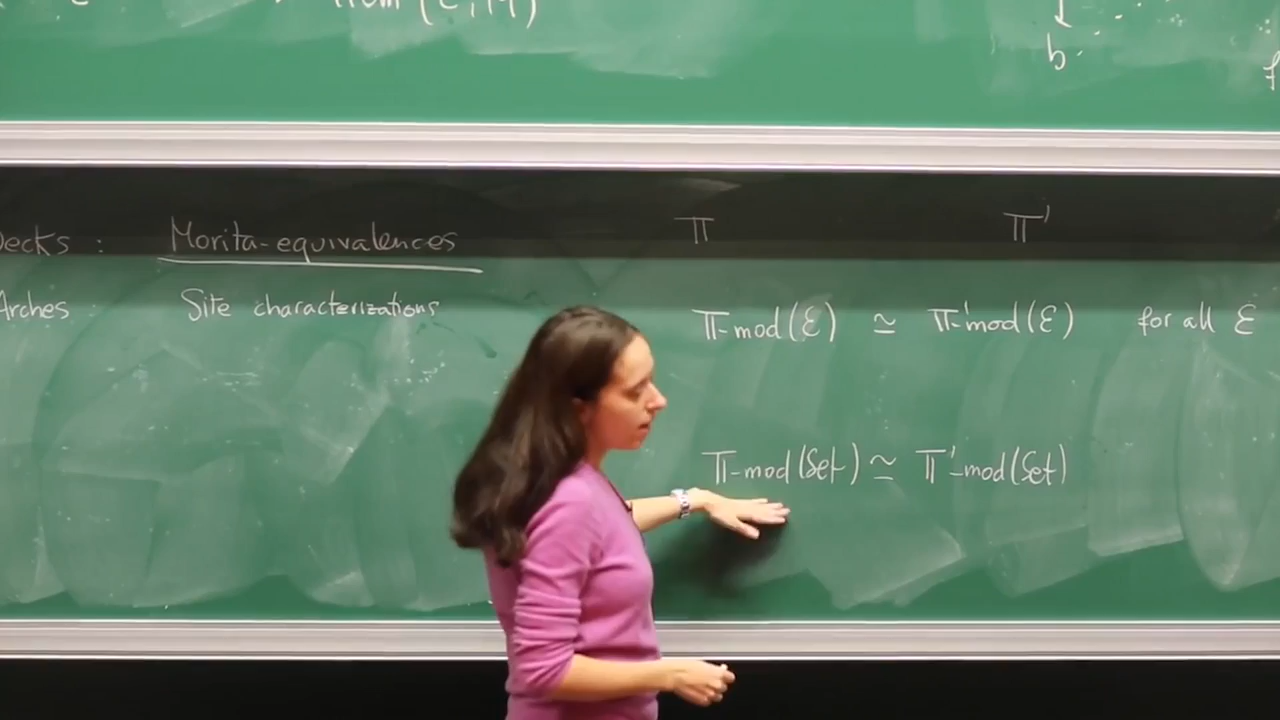 b.
Decks : Morita-equivalences 𝕋 𝕋'
Arches : Site characterizations
𝕋-mod(ℰ) ≃ 𝕋'-mod(ℰ) for all ℰ
𝕋-mod(Set) ≃ 𝕋'-mod(Set)